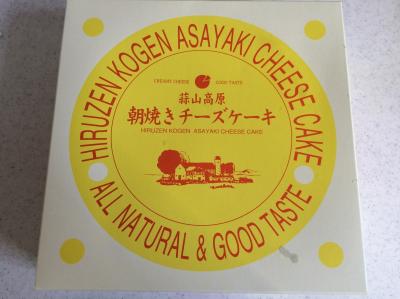 HIRUZEN KOGEN ASAYAKI CHEESE CAKE
CREAMY CHEESE
GOOD TASTE
蒜山高原
朝焼きチーズケーキ
HIRUZEN KOGEN ASAYAKI CHEESE CAKE
ALL NATURAL & GOOD TASTE